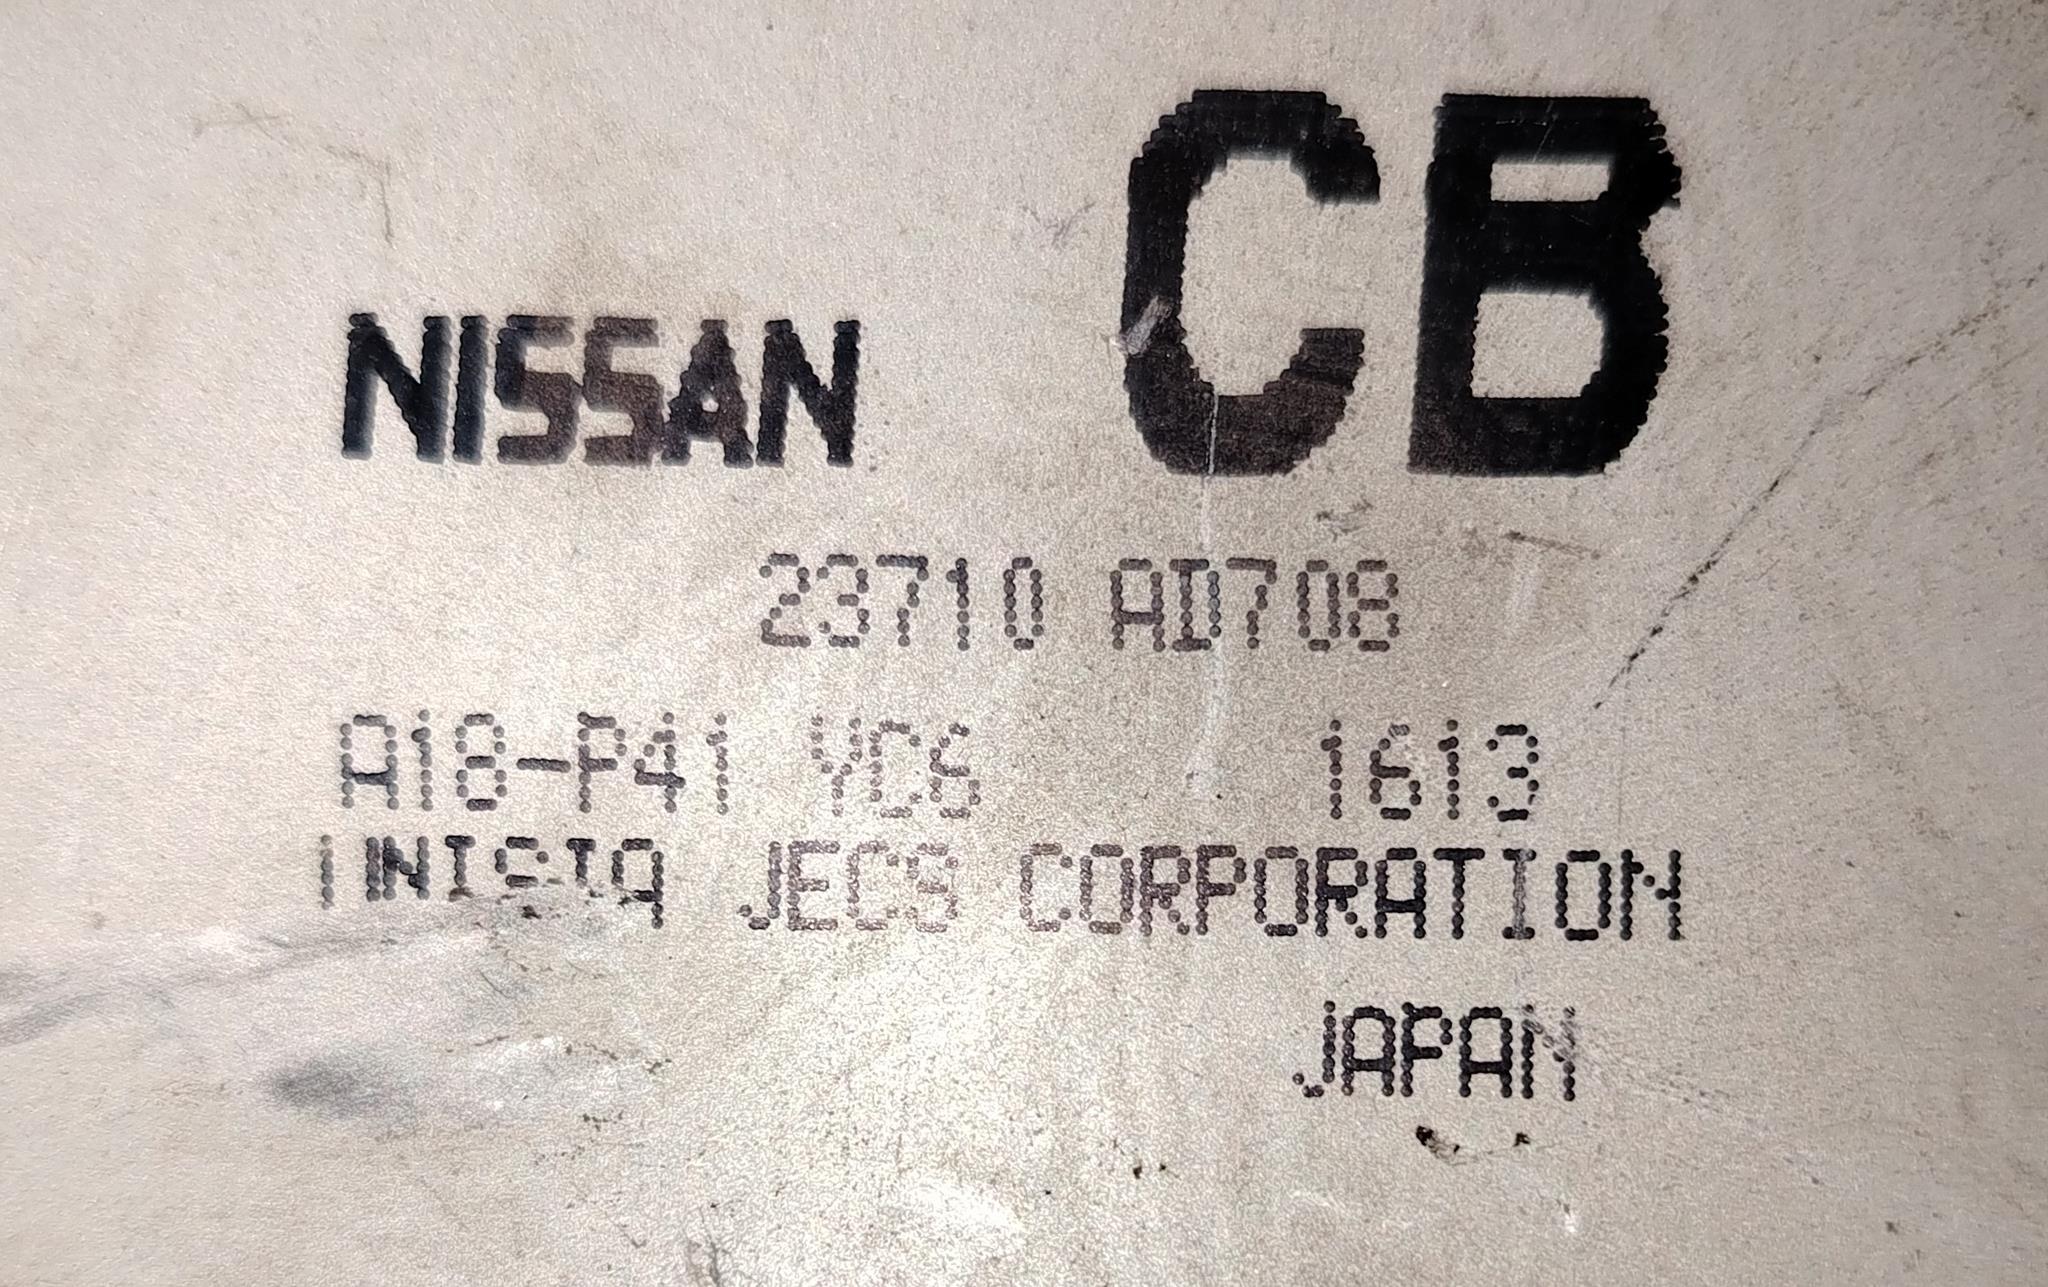 NISSAN CB
23710 AD708
A18-P41 YC6 1613
UNISIA JECS CORPORATION
JAPAN